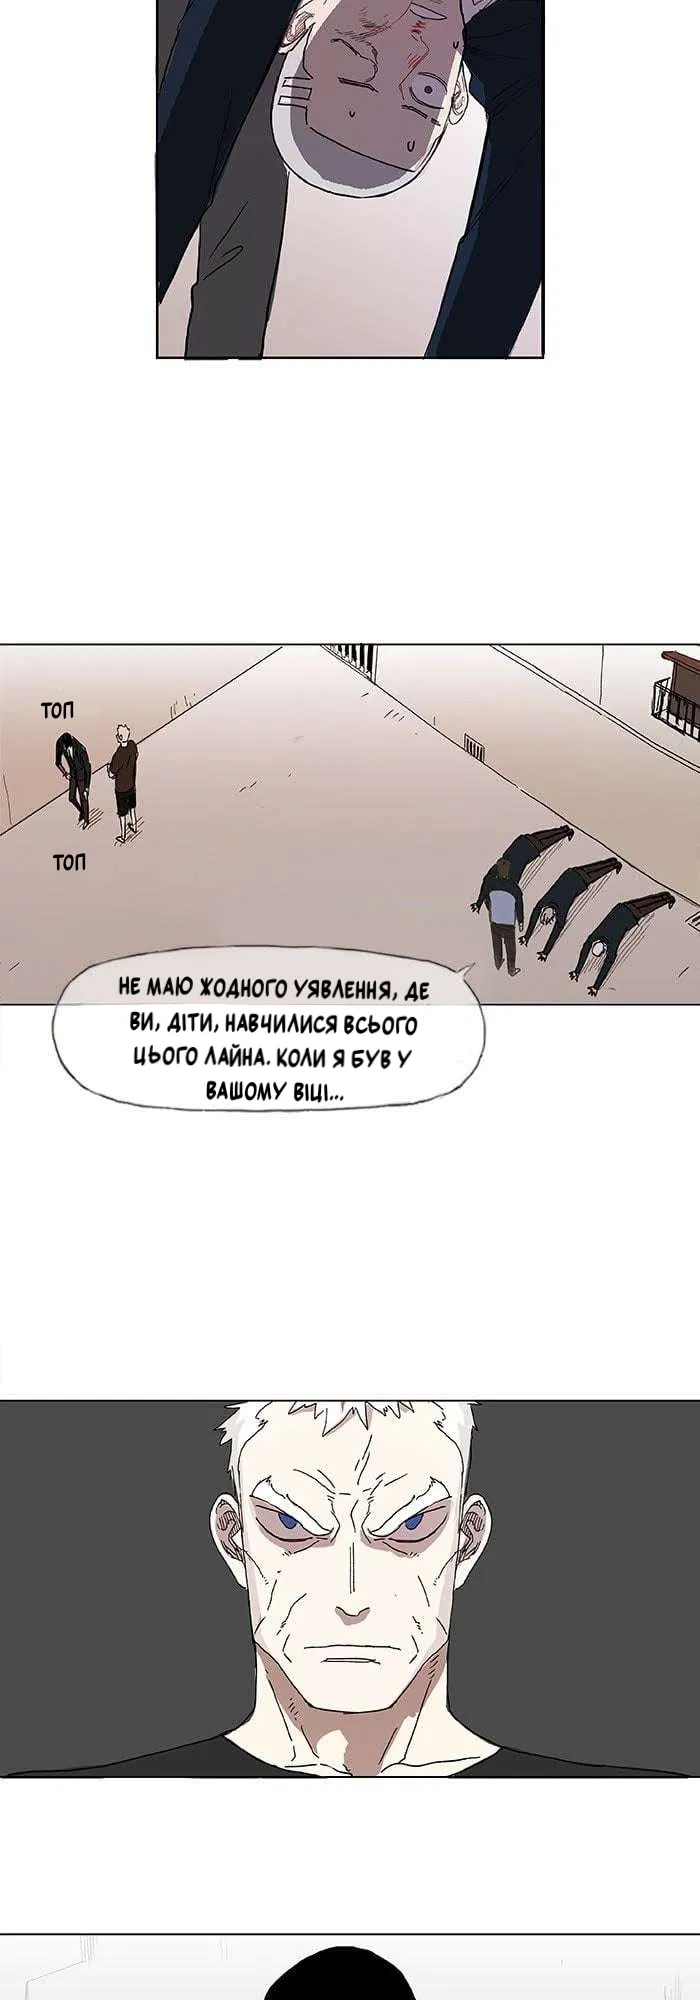 ТОП
ТОП
НЕ МАЮ ЖОДНОГО УЯВЛЕННЯ, ДЕ
ВИ, ДІТИ, НАВЧИЛИСЯ ВСЬОГО
ЦЬОГО ЛАЙНА. КОЛИ Я БУВ У
ВАШОМУ ВІЦІ...